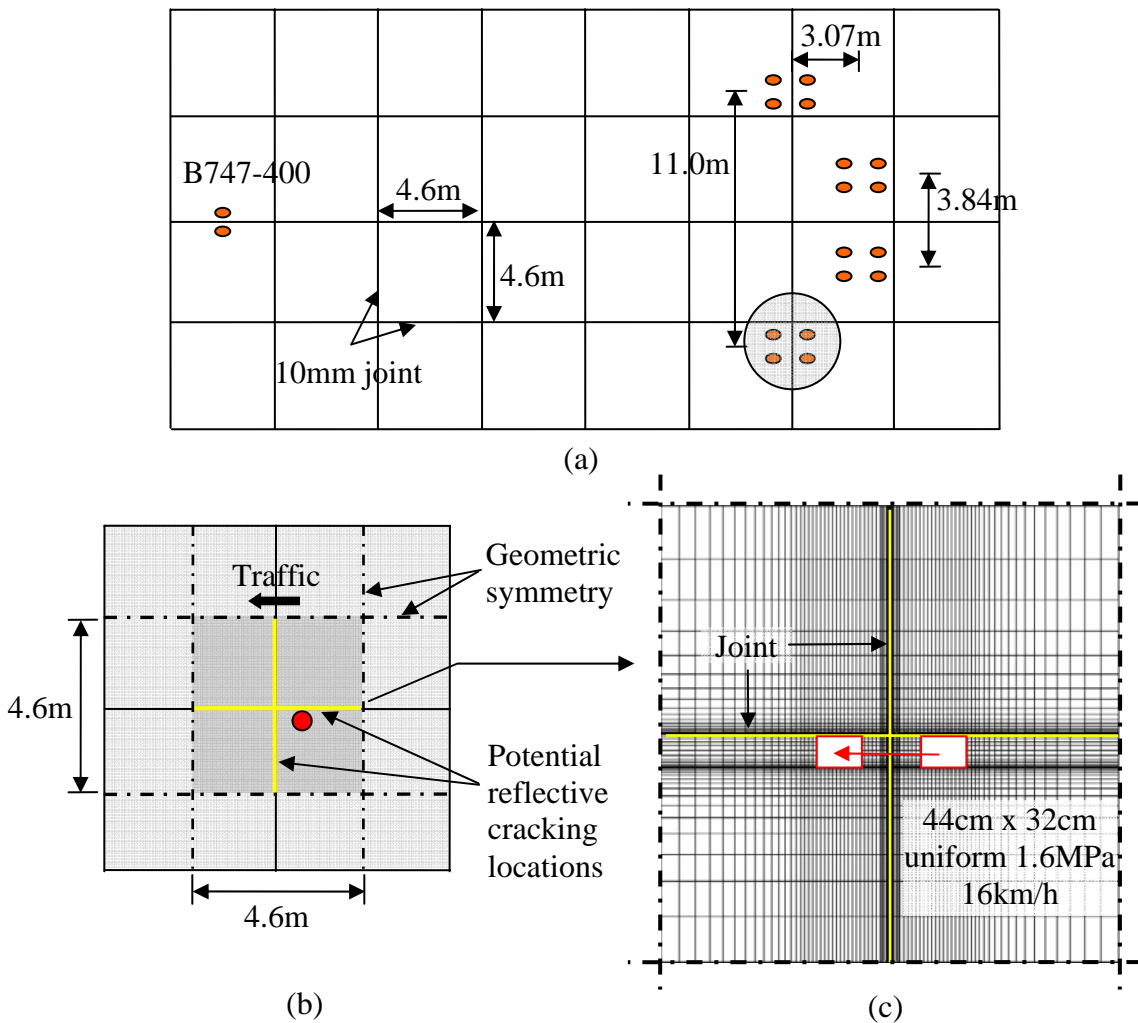 3.07m
B747-400
11.0m
4.6m
3.84m
4.6m
10mm joint
(a)
Traffic
Geometric
symmetry
4.6m
Potential
reflective
cracking
locations
4.6m
(b)
Joint
44cm x 32cm
uniform 1.6MPa
16km/h
(c)